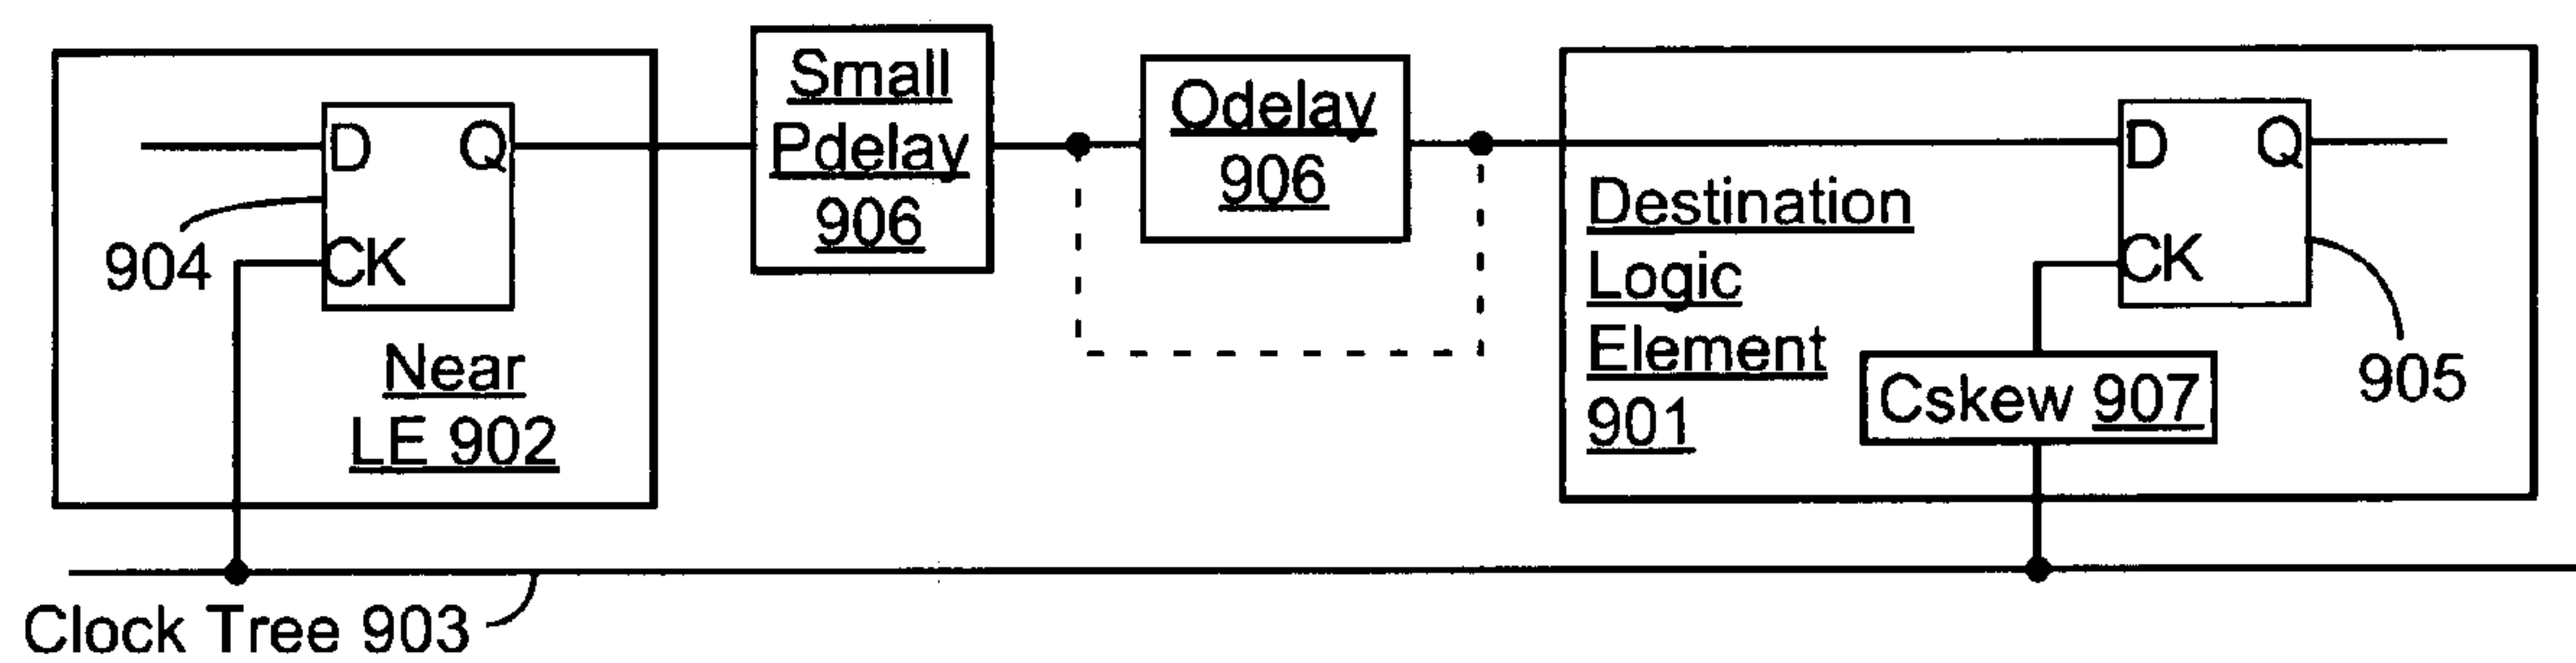 D Q
CK
904
Near
LE 902
Small
Pdelay
906
Odelay
906
Destination
Logic
Element
901
D Q
CK
Cskew 907
905
Clock Tree 903